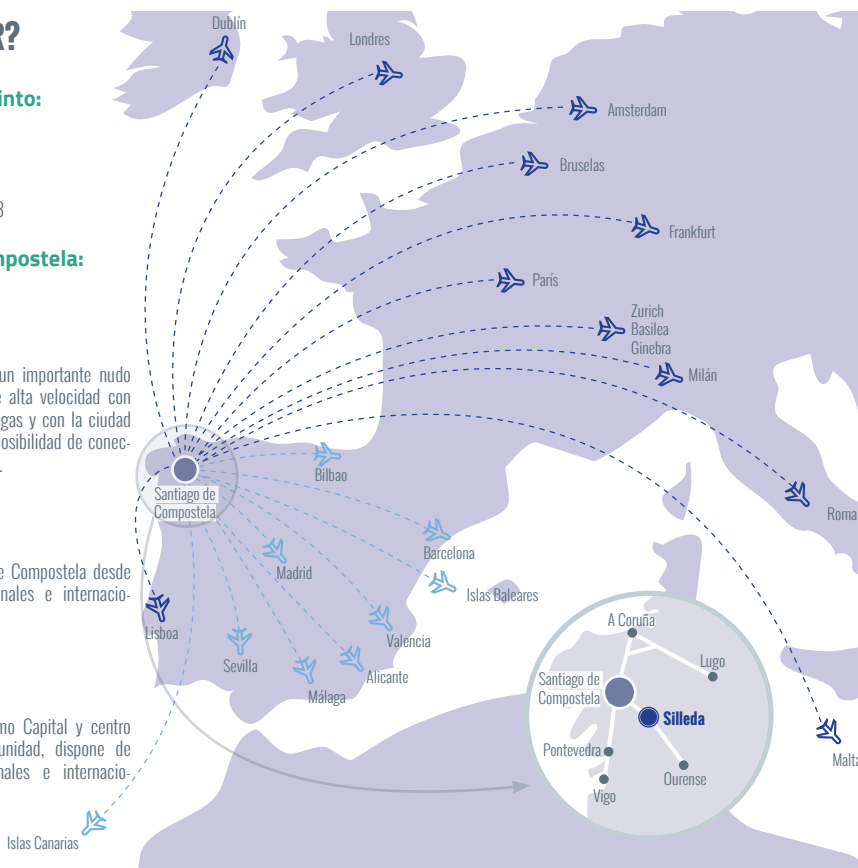 R?
into:
3
mpostela:
un importante nudo
e alta velocidad con
gas y con la ciudad
posibilidad de conec-
.
e Compostela desde
nales e internacio-
mo Capital y centro
unidad, dispone de
nales e internacio-
Dublín
Londres
Amsterdam
Bruselas
Frankfurt
París
Zurich
Basilea
Ginebra
Milán
Roma
Malta
Santiago de
Compostela
Bilbao
Barcelona
Madrid
Islas Baleares
Lisboa
Valencia
Sevilla
Alicante
Málaga
Islas Canarias
A Coruña
Lugo
Santiago de
Compostela
Silleda
Pontevedra
Ourense
Vigo